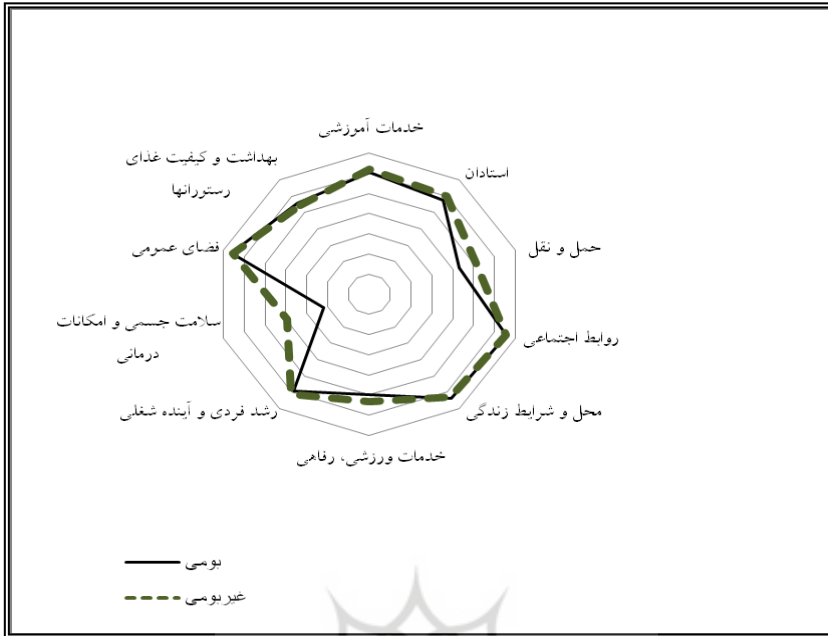 خدمات آموزشی
استادان
حمل و نقل
روابط اجتماعی
محل و شرایط زندگی
خدمات ورزشی، رفاهی
رشد فردی و آینده شغلی
سلامت جسمی و امکانات
درمانی
فضای عمومی
بهداشت و کیفیت غذای
رستورانها
بومی
غیربومی